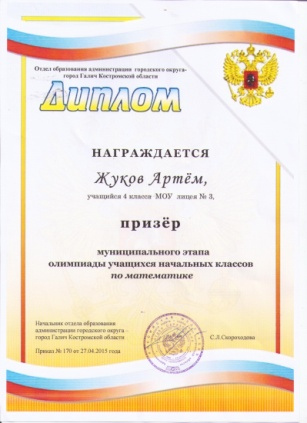 Отдел образования администрации городского округа-
город Галич Костромской области
Диплом
НАГРАЖДАЕТСЯ
Жуков Артём,
учащийся 4 класса МОУ лицея № 3,
призёр
муниципального этапа
олимпиады учащихся начальных классов
по математике
Начальник отдела образования
администрации городского округа –
город Галич Костромской области
С.Л.Скороходова
Приказ № 170 от 27.04.2015 года